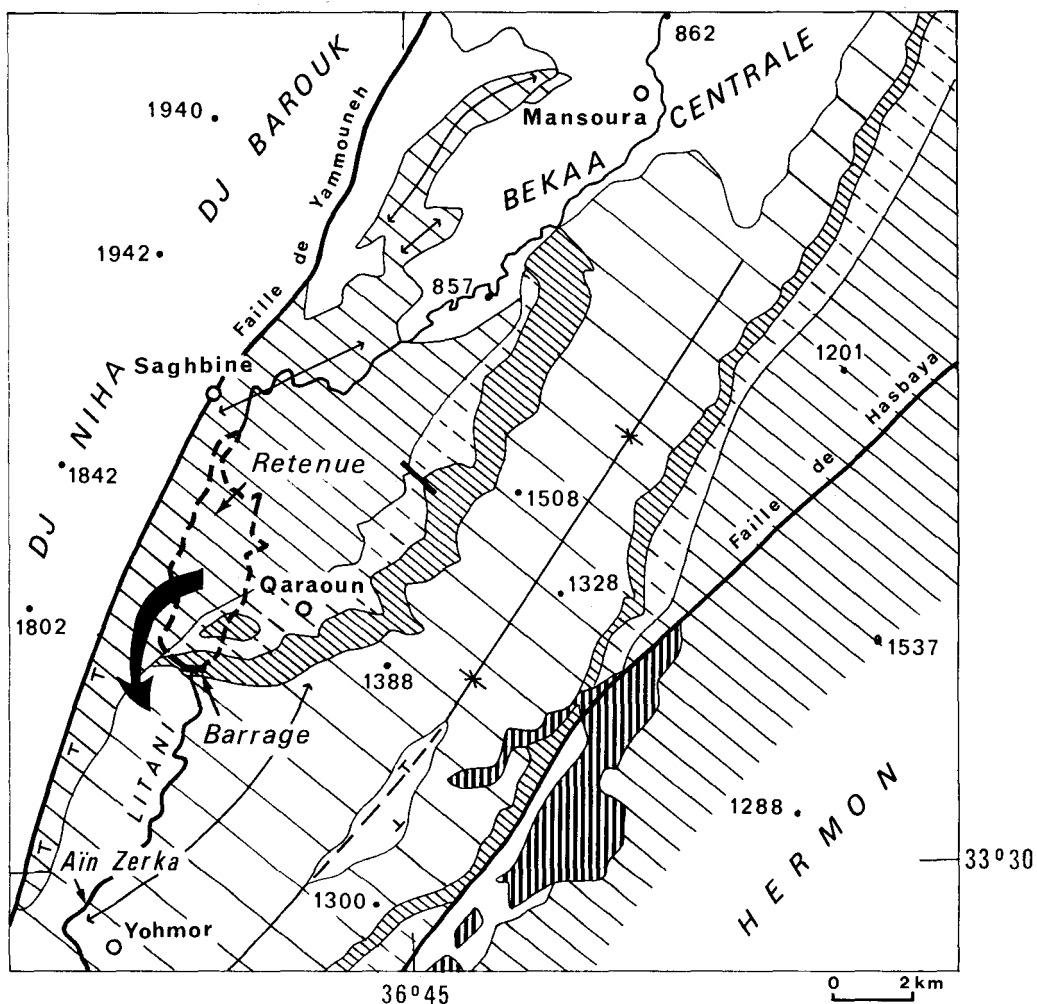 862
CENTRALE
Mansoura
BEKAA
1940
DJ BAROUK
Yammouneh
de
Faille
1942
857
Saghbine
1201
Hasbaya
de
Faille
DJ NIHA
1842
Retenue
1508
Qaraoun
1328
1802
1537
1388
Barrage
LITANI
T
T
T
T
T
T
1288
HERMON
33°30
Aïn Zerka
1300
Yohmor
36°45
0 2 km